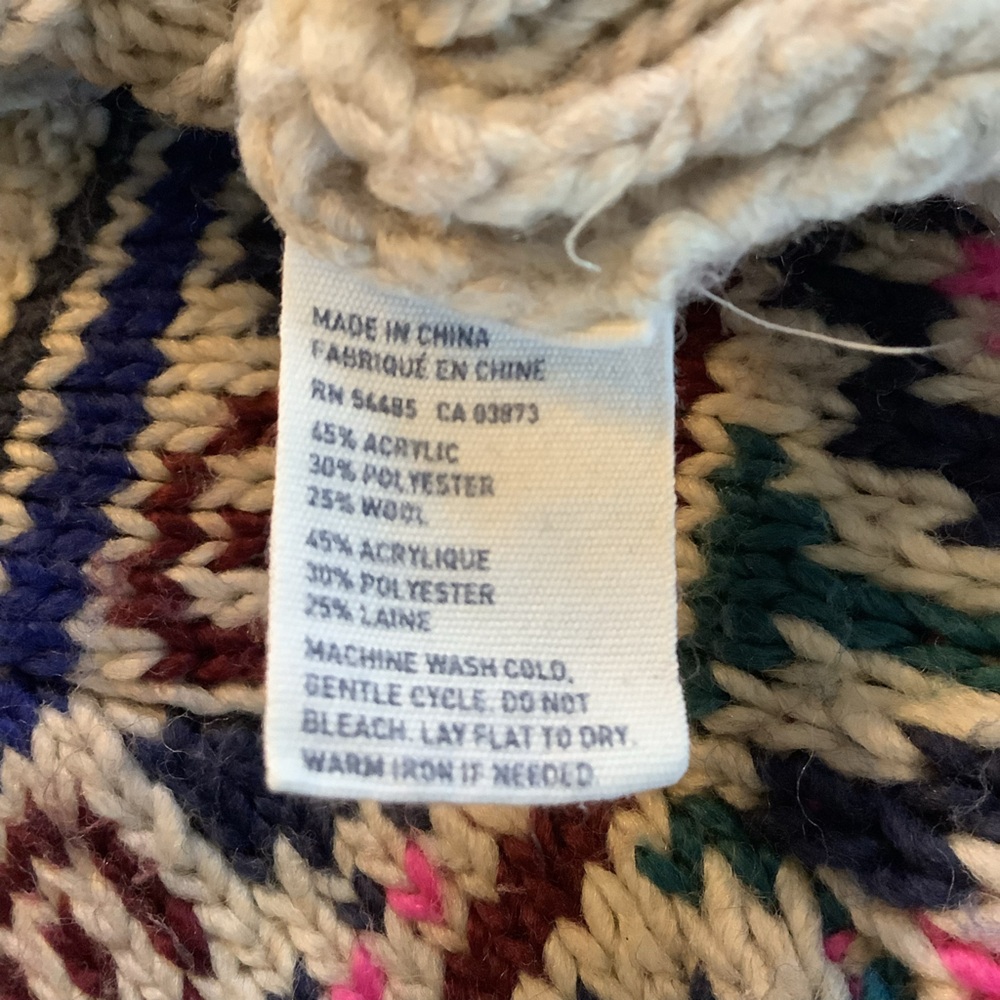 MADE IN CHINA
FABRIQUÉ EN CHINE
RN 54485 CA 03873
45% ACRYLIC
30% POLYESTER
25% WOOL
45% ACRYLIQUE
30% POLYESTER
25% LAINE
MACHINE WASH COLD,
GENTLE CYCLE. DO NOT
BLEACH. LAY FLAT TO DRY.
WARM IRON IF NEEDED